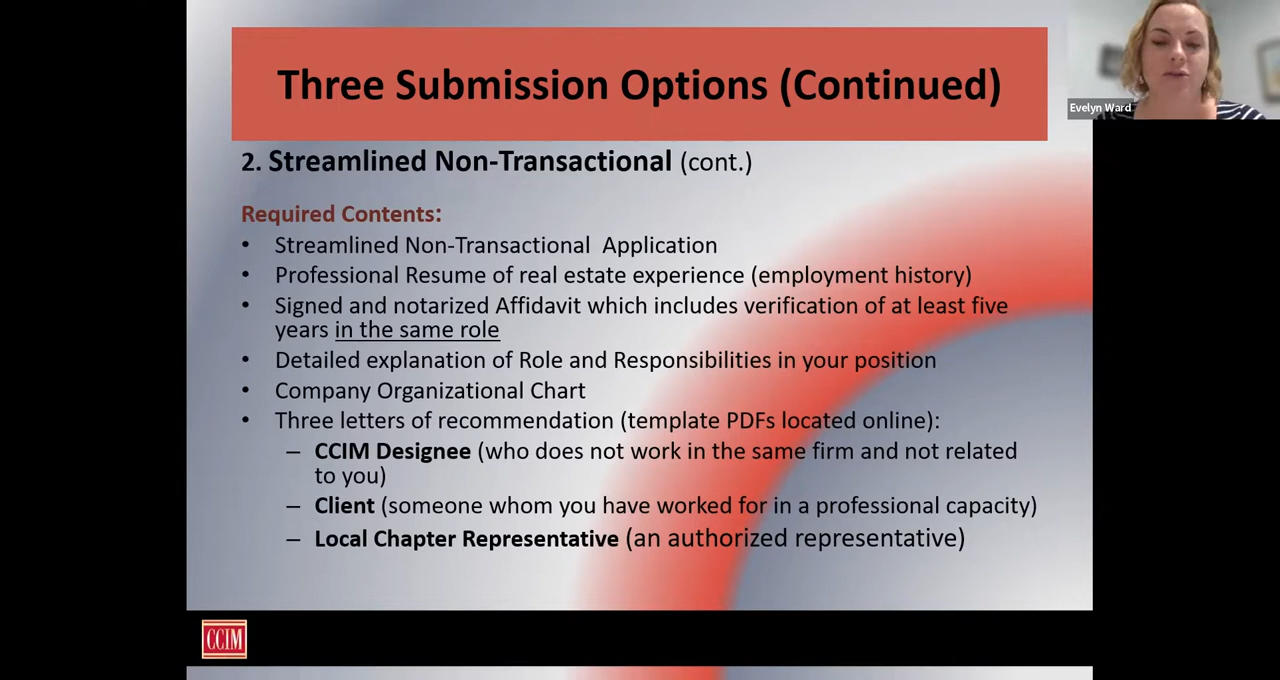 Three Submission Options (Continued)
Evelyn Ward
2. Streamlined Non-Transactional (cont.)
Required Contents:
• Streamlined Non-Transactional  Application
• Professional Resume of real estate experience (employment history)
• Signed and notarized Affidavit which includes verification of at least five
years in the same role
• Detailed explanation of Role and Responsibilities in your position
• Company Organizational Chart
• Three letters of recommendation (template PDFs located online):
– CCIM Designee (who does not work in the same firm and not related
to you)
– Client (someone whom you have worked for in a professional capacity)
– Local Chapter Representative (an authorized representative)
CCIM